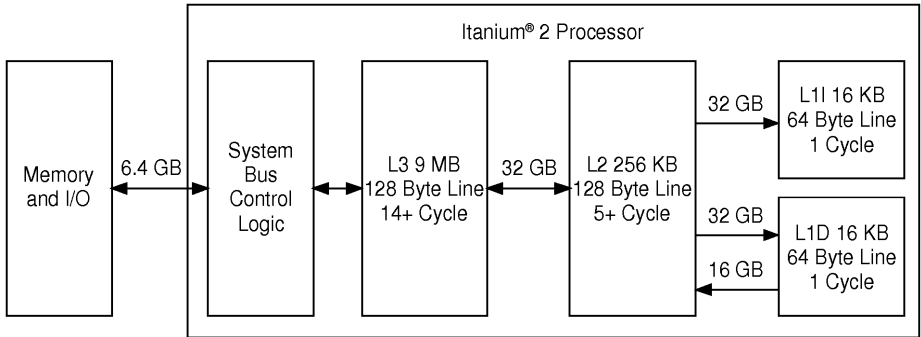 Itanium® 2 Processor
Memory
and I/O
6.4 GB
System
Bus
Control
Logic
L3 9 MB
128 Byte Line
14+ Cycle
32 GB
L2 256 KB
128 Byte Line
5+ Cycle
32 GB
L1I 16 KB
64 Byte Line
1 Cycle
32 GB
16 GB
L1D 16 KB
64 Byte Line
1 Cycle